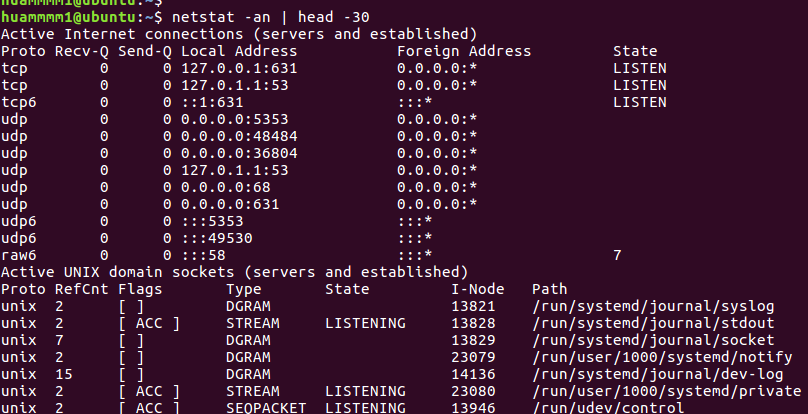 huammmm1@ubuntu:~$
huammmm1@ubuntu:~$ netstat -an | head -30
Active Internet connections (servers and established)
Proto Recv-Q Send-Q Local Address           Foreign Address         State
tcp        0      0 127.0.0.1:631           0.0.0.0:*               LISTEN
tcp        0      0 127.0.1.1:53            0.0.0.0:*               LISTEN
tcp6       0      0 ::1:631                 :::*                    LISTEN
udp        0      0 0.0.0.0:5353            0.0.0.0:*
udp        0      0 0.0.0.0:48484           0.0.0.0:*
udp        0      0 0.0.0.0:36804           0.0.0.0:*
udp        0      0 127.0.1.1:53            0.0.0.0:*
udp        0      0 0.0.0.0:68              0.0.0.0:*
udp        0      0 0.0.0.0:631             0.0.0.0:*
udp6       0      0 :::5353                 :::*
udp6       0      0 :::49530                :::*
raw6       0      0 :::58                   :::*                    7
Active UNIX domain sockets (servers and established)
Proto RefCnt Flags       Type       State         I-Node   Path
unix  2      [ ]         DGRAM                    13821    /run/systemd/journal/syslog
unix  2      [ ACC ]     STREAM     LISTENING     13828    /run/systemd/journal/stdout
unix  7      [ ]         DGRAM                    13829    /run/systemd/journal/socket
unix  2      [ ]         DGRAM                    23079    /run/user/1000/systemd/notify
unix  15     [ ]         DGRAM                    14136    /run/systemd/journal/dev-log
unix  2      [ ACC ]     STREAM     LISTENING     23080    /run/user/1000/systemd/private
unix  2      [ ACC ]     SEQPACKET  LISTENING     13946    /run/udev/control